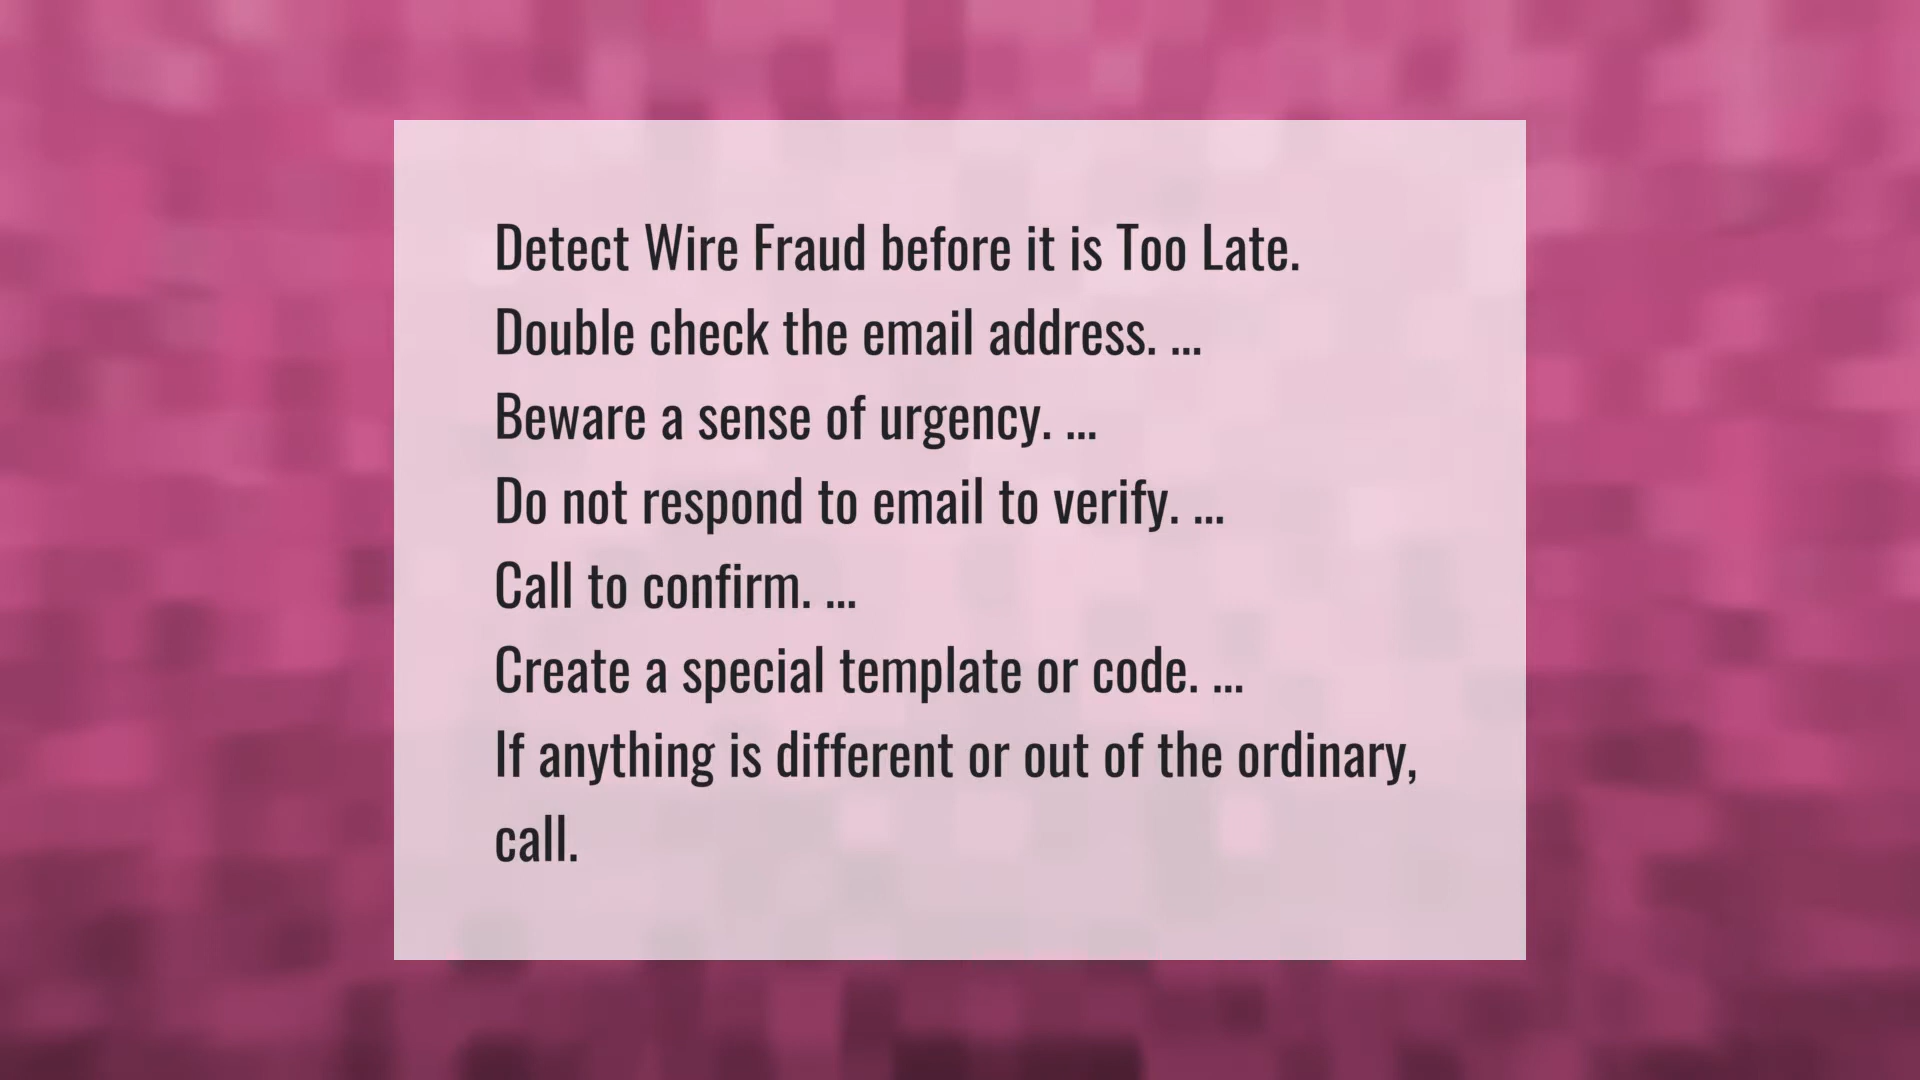 Detect Wire Fraud before it is Too Late.
Double check the email address. ...
Beware a sense of urgency. ...
Do not respond to email to verify. ...
Call to confirm. ...
Create a special template or code. ...
If anything is different or out of the ordinary,
call.